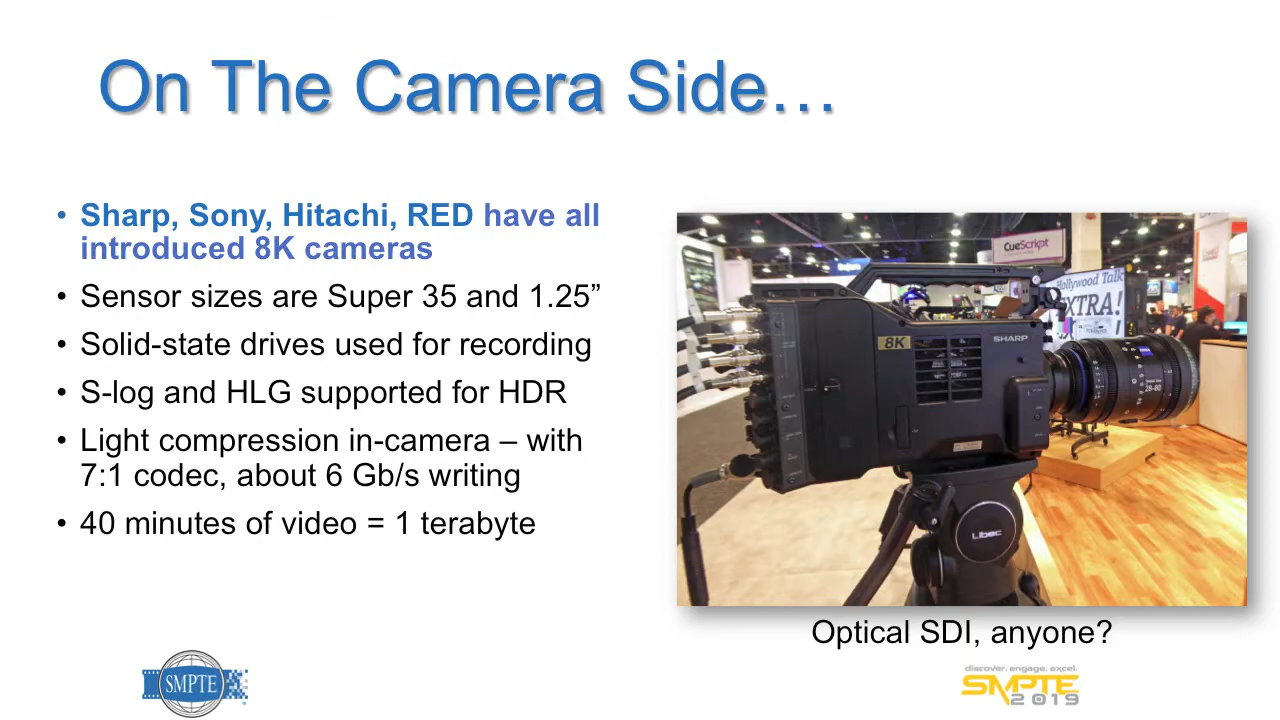 On The Camera Side…
• Sharp, Sony, Hitachi, RED have all
introduced 8K cameras
• Sensor sizes are Super 35 and 1.25”
• Solid-state drives used for recording
• S-log and HLG supported for HDR
• Light compression in-camera – with
7:1 codec, about 6 Gb/s writing
• 40 minutes of video = 1 terabyte
CueScript
Hollywood Talk
EXTRA!
8K
SHARP
28-80
Libec
Optical SDI, anyone?
SMPTE
discover. engage. excel.
SMPTE
2019